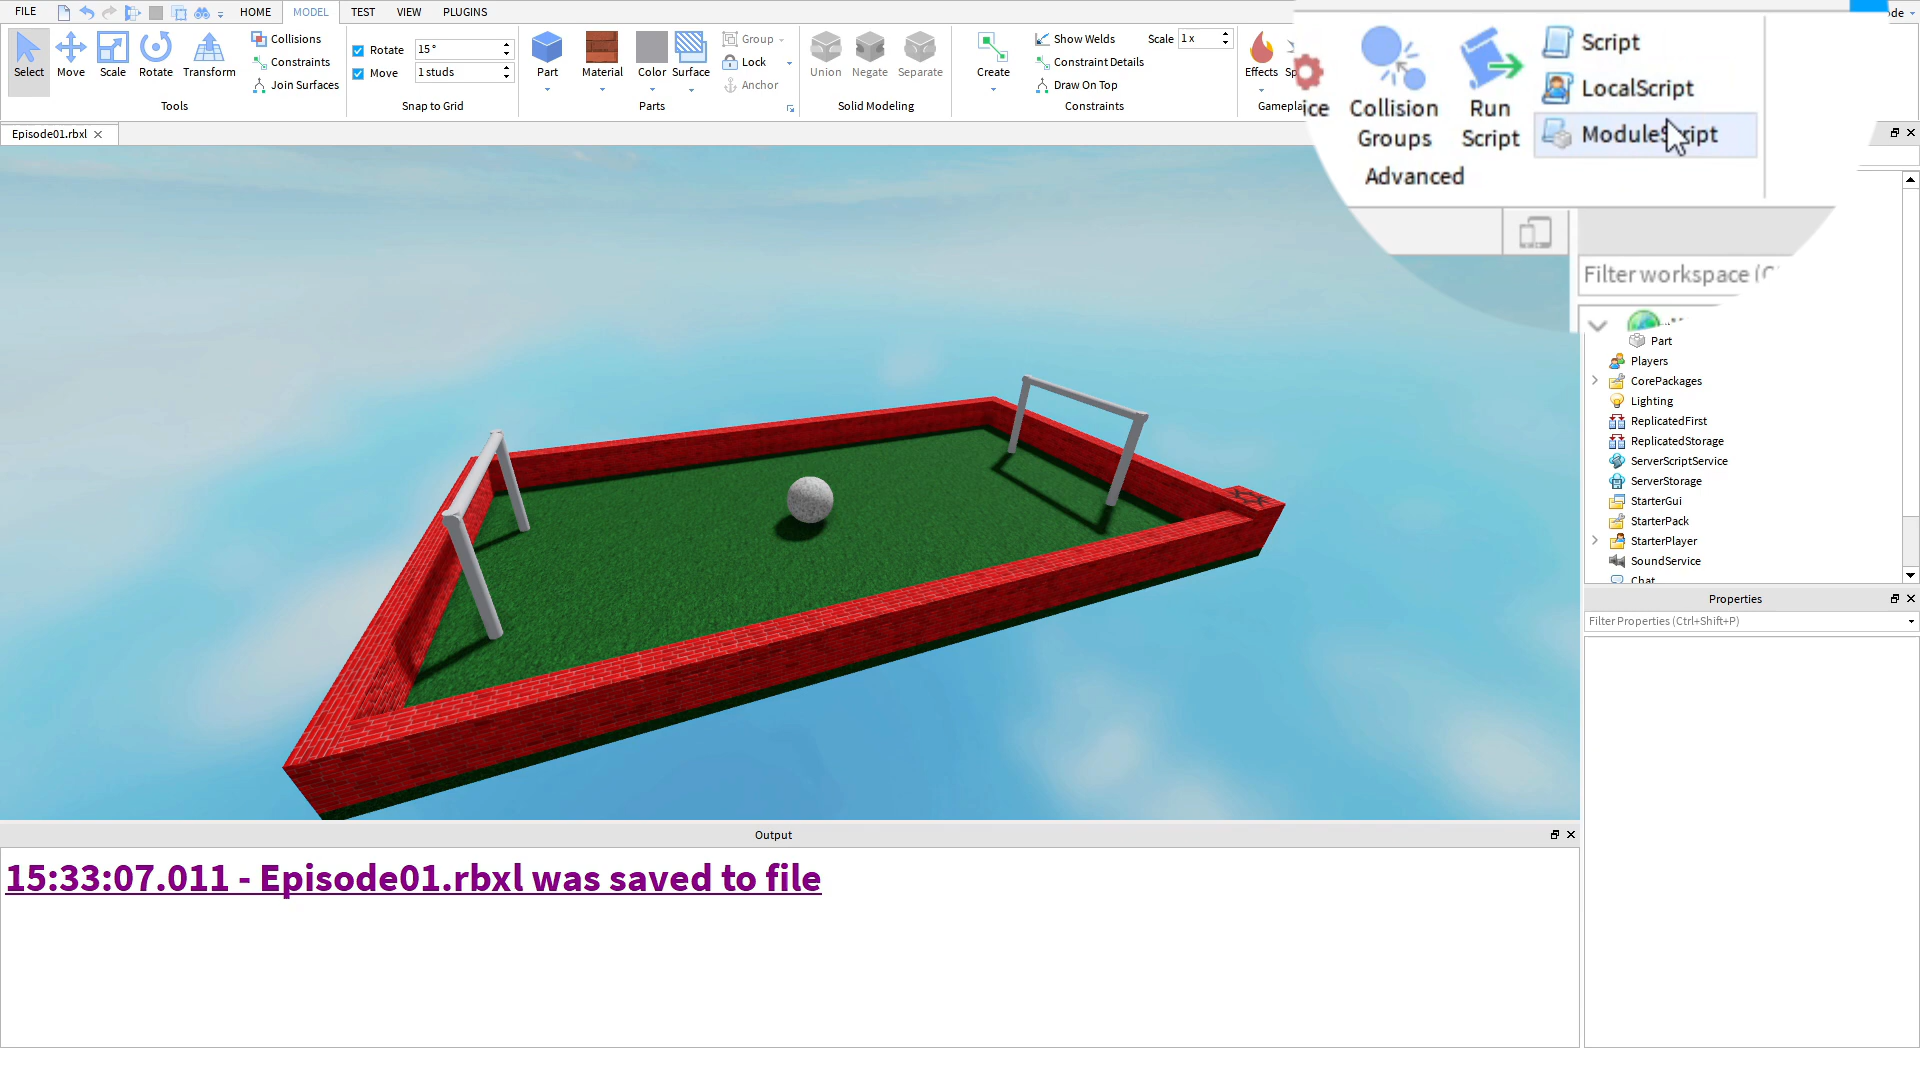 FILE
HOME
MODEL
TEST
VIEW
PLUGINS
Select
Move
Scale
Rotate
Transform
Collisions
Constraints
Join Surfaces
Tools
Rotate 15°
Move 1 studs
Snap to Grid
Part
Material
Color
Surface
Group
Lock
Anchor
Parts
Union
Negate
Separate
Solid Modeling
Create
Show Welds
Scale 1x
Constraint Details
Draw On Top
Constraints
Effects
Collision
Groups
Run
Script
Script
LocalScript
Advanced
Episode01.rbxl
Filter workspace
Part
Players
CorePackages
Lighting
ReplicatedFirst
ReplicatedStorage
ServerScriptService
ServerStorage
StarterGui
StarterPack
StarterPlayer
SoundService
Chat
Properties
Filter Properties (Ctrl+Shift+P)
Output
15:33:07.011 - Episode01.rbxl was saved to file